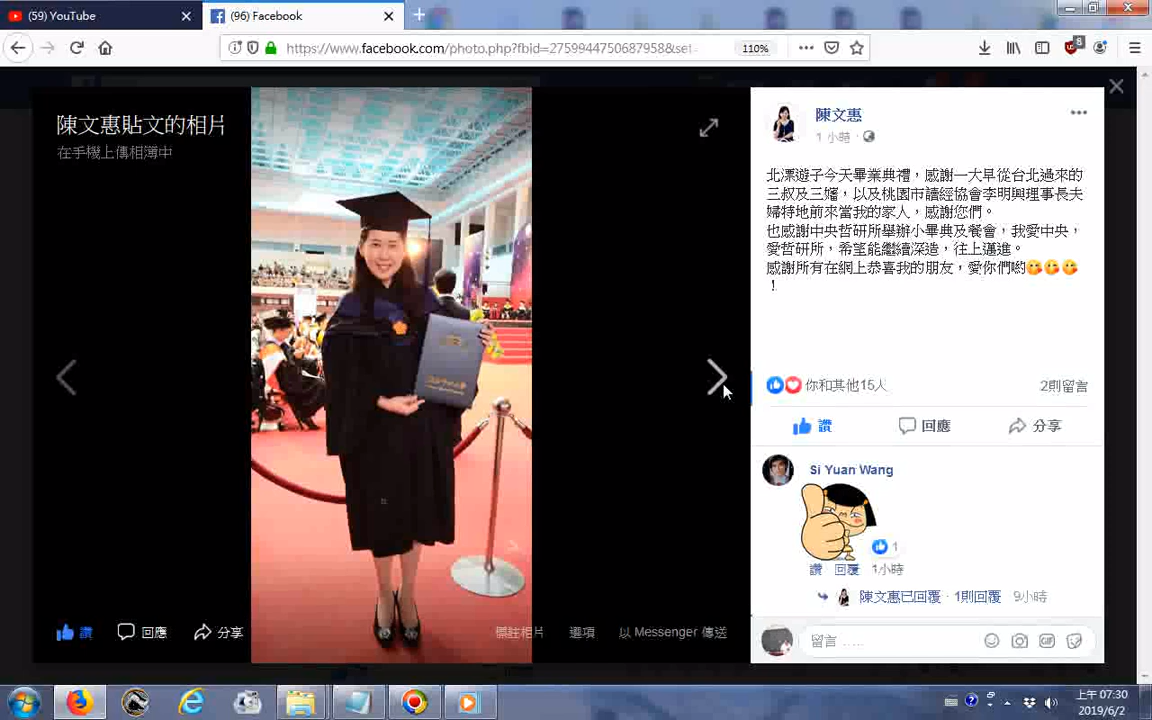 (59) YouTube
(96) Facebook
https://www.facebook.com/photo.php?fbid=2759944750687958&set
110%
8
陳文惠貼文的相片
在手機上傳相簿中
陳文惠
1 小時
北漂遊子今天畢業典禮，感謝一大早從台北過來的
三叔及三嬸，以及桃園市讀經協會李明興理事長夫
婦特地前來當我的家人，感謝您們。
也感謝中央哲研所舉辦小畢典及餐會，我愛中央，
愛哲研所，希望能繼續深造，往上邁進。
感謝所有在網上恭喜我的朋友，愛你們喲😋😋😋
！
你和其他15人
2則留言
讚
回應
分享
Si Yuan Wang
1
讚 · 回覆 · 1小時
陳文惠已回覆 · 1則回覆 9小時
留言 .....
GIF
讚
回應
分享
標註相片
選項
以 Messenger 傳送
上午 07:30
2019/6/2